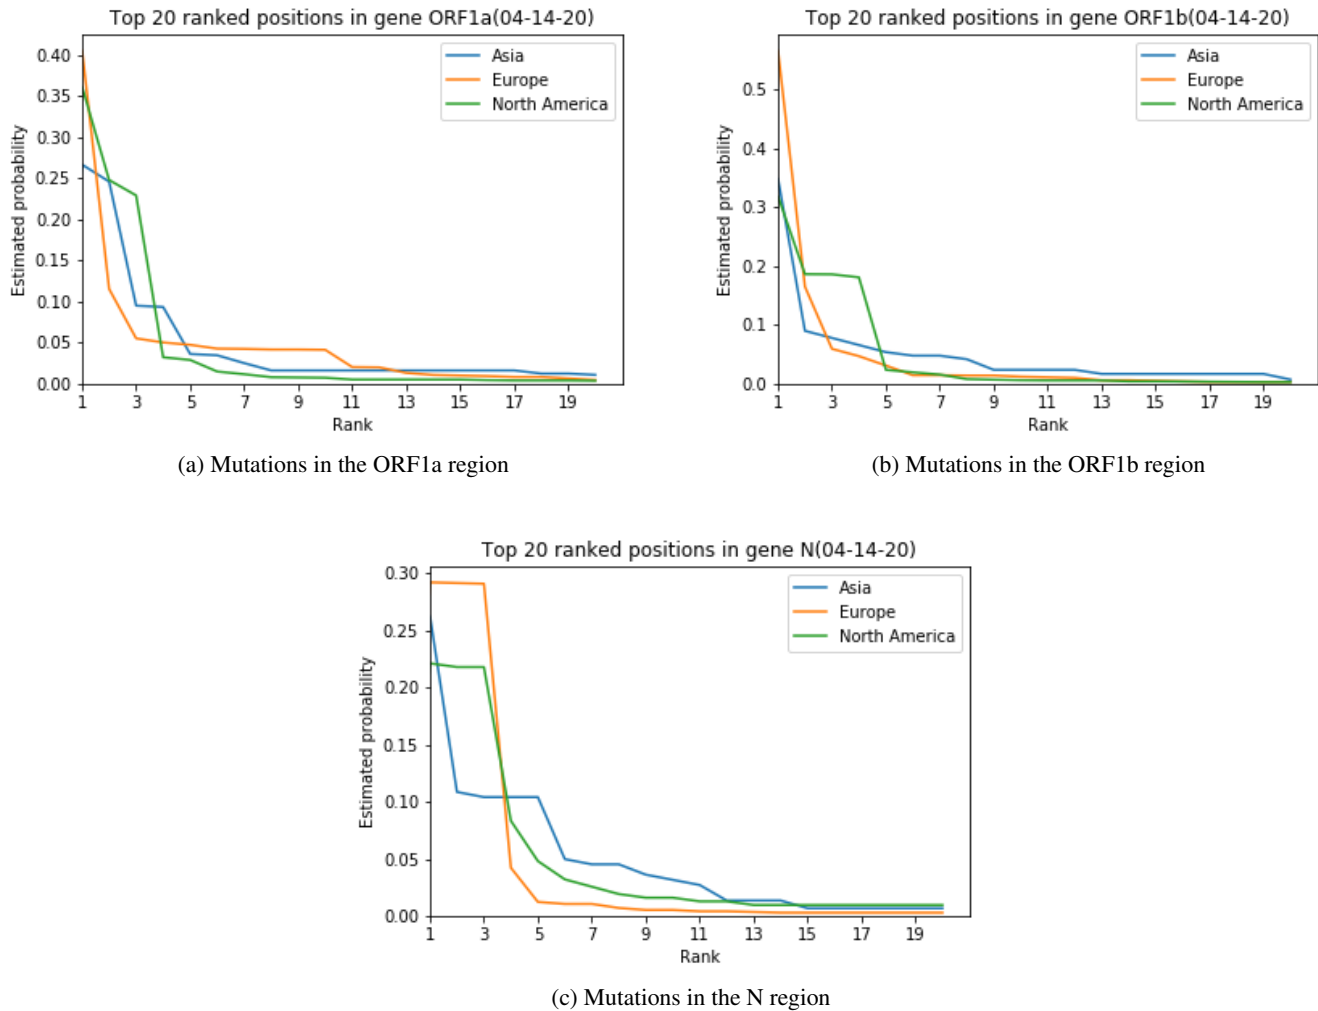 Top 20 ranked positions in gene ORF1a(04-14-20)
Estimated probability
0.40
0.35
0.30
0.25
0.20
0.15
0.10
0.05
0.00
Asia
Europe
North America
1 3 5 7 9 11 13 15 17 19
Rank
(a) Mutations in the ORF1a region
Top 20 ranked positions in gene ORF1b(04-14-20)
Estimated probability
0.5
0.4
0.3
0.2
0.1
0.0
Asia
Europe
North America
1 3 5 7 9 11 13 15 17 19
Rank
(b) Mutations in the ORF1b region
Top 20 ranked positions in gene N(04-14-20)
Estimated probability
0.30
0.25
0.20
0.15
0.10
0.05
0.00
Asia
Europe
North America
1 3 5 7 9 11 13 15 17 19
Rank
(c) Mutations in the N region